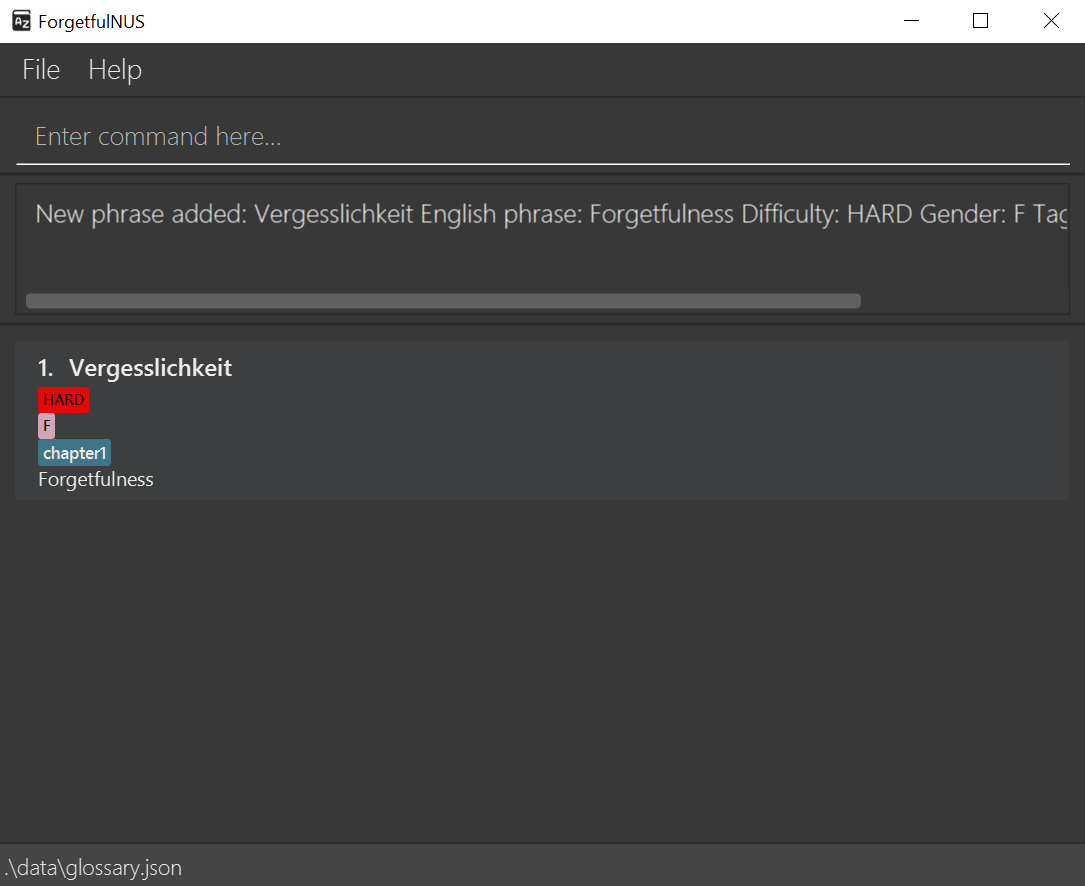 ForgetfulNUS
File Help
Enter command here...
New phrase added: Vergesslichkeit English phrase: Forgetfulness Difficulty: HARD Gender: F Tag
1. Vergesslichkeit
HARD
F
chapter1
Forgetfulness
.\data\glossary.json